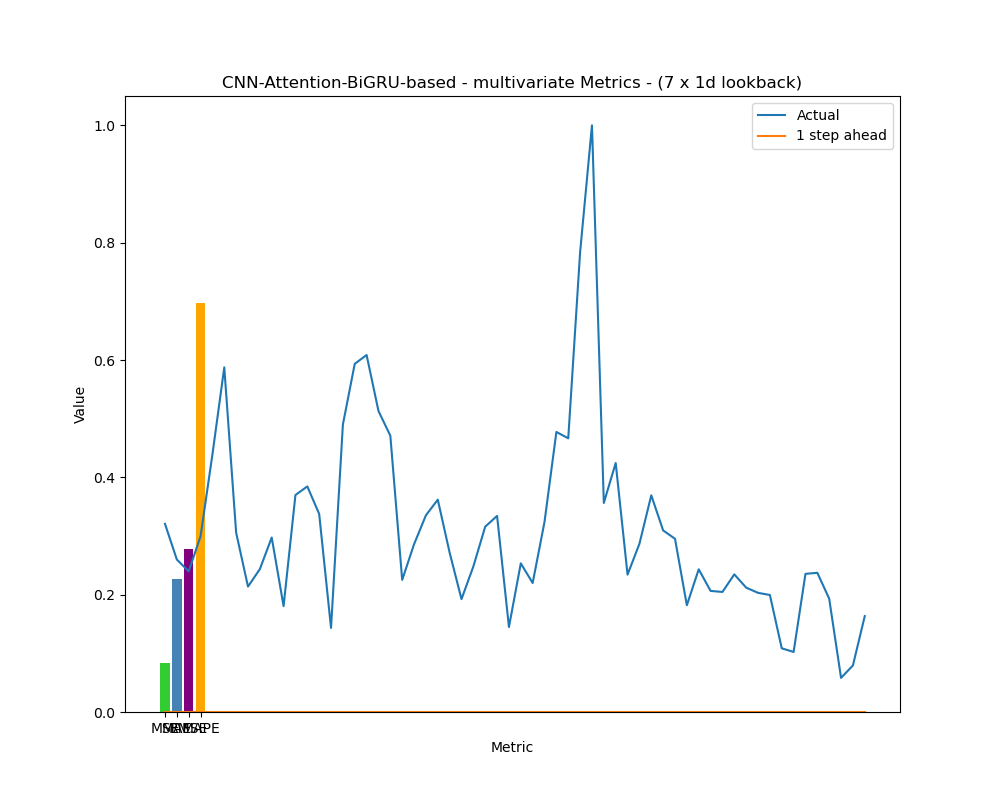 CNN-Attention-BiGRU-based - multivariate Metrics - (7 x 1d lookback)
Actual
1 step ahead
Value
1.0
0.8
0.6
0.4
0.2
0.0
Metric